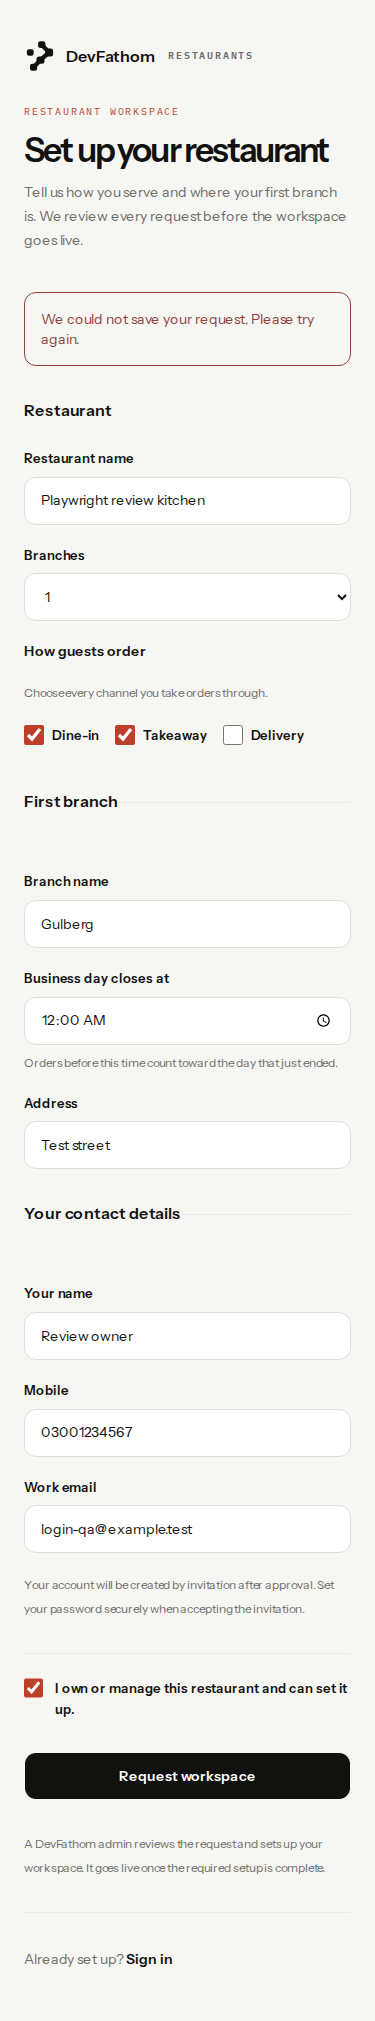 DevFathom RESTAURANTS
RESTAURANT WORKSPACE
Set up your restaurant
Tell us how you serve and where your first branch
is. We review every request before the workspace
goes live.
We could not save your request. Please try
again.
Restaurant
Restaurant name
Playwright review kitchen
Branches
1
How guests order
Choose every channel you take orders through.
Dine-in Takeaway Delivery
First branch
Branch name
Gulberg
Business day closes at
12:00 AM
Orders before this time count toward the day that just ended.
Address
Test street
Your contact details
Your name
Review owner
Mobile
03001234567
Work email
login-qa@example.test
Your account will be created by invitation after approval. Set
your password securely when accepting the invitation.
I own or manage this restaurant and can set it
up.
Request workspace
A DevFathom admin reviews the request and sets up your
workspace. It goes live once the required setup is complete.
Already set up? Sign in